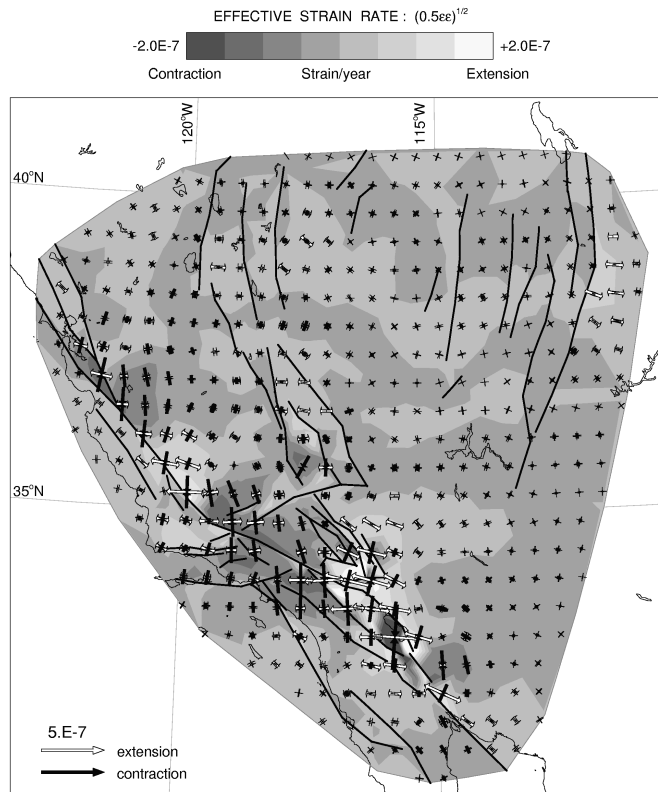 EFFECTIVE STRAIN RATE : (0.5εε)^1/2
-2.0E-7 +2.0E-7
Contraction Strain/year Extension
120°W 115°W
40°N
35°N
5.E-7
extension
contraction